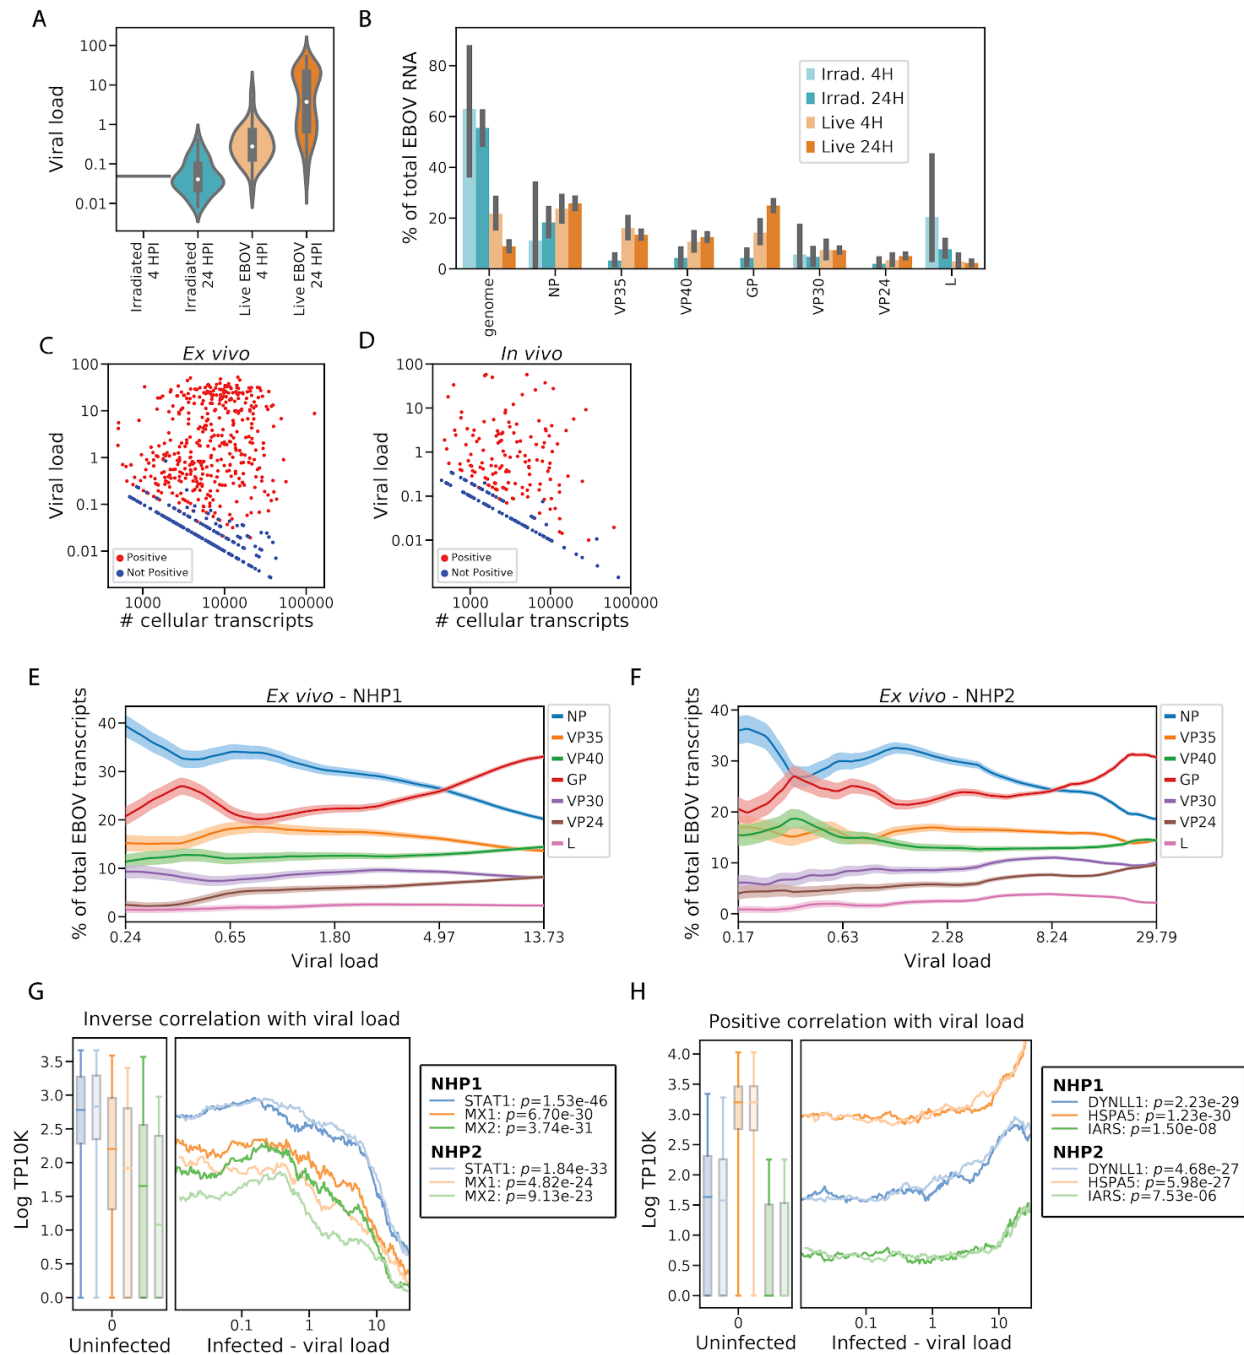 A
Viral load
100
10
1
0.1
0.01
Irradiated
4 HPI
Irradiated
24 HPI
Live EBOV
4 HPI
Live EBOV
24 HPI
B
% of total EBOV RNA
80
60
40
20
0
Irrad. 4H
Irrad. 24H
Live 4H
Live 24H
genome
NP
VP35
VP40
GP
VP30
VP24
L
C
Ex vivo
Viral load
100
10
1
0.1
0.01
Positive
Not Positive
1000 10000 100000
# cellular transcripts
D
In vivo
Viral load
100
10
1
0.1
0.01
Positive
Not Positive
1000 10000 100000
# cellular transcripts
E
Ex vivo - NHP1
% of total EBOV transcripts
40
30
20
10
0
0.24 0.65 1.80 4.97 13.73
Viral load
NP
VP35
VP40
GP
VP30
VP24
L
F
Ex vivo - NHP2
% of total EBOV transcripts
40
30
20
10
0
0.17 0.63 2.28 8.24 29.79
Viral load
NP
VP35
VP40
GP
VP30
VP24
L
G
Inverse correlation with viral load
Log TP10K
3.5
3.0
2.5
2.0
1.5
1.0
0.5
0.0
0
Uninfected
0.1 1 10
Infected - viral load
NHP1
STAT1: p=1.53e-46
MX1: p=6.70e-30
MX2: p=3.74e-31
NHP2
STAT1: p=1.84e-33
MX1: p=4.82e-24
MX2: p=9.13e-23
H
Positive correlation with viral load
Log TP10K
4.0
3.5
3.0
2.5
2.0
1.5
1.0
0.5
0.0
0
Uninfected
0.1 1 10
Infected - viral load
NHP1
DYNLL1: p=2.23e-29
HSPA5: p=1.23e-30
IARS: p=1.50e-08
NHP2
DYNLL1: p=4.68e-27
HSPA5: p=5.98e-27
IARS: p=7.53e-06